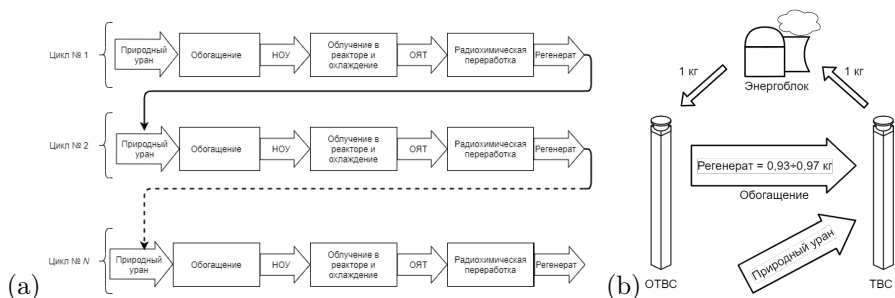 Цикл № 1
Природный
уран
Обогащение
НОУ
Облучение в
реакторе и
охлаждение
ОЯТ
Радиохимическая
переработка
Регенерат
Цикл № 2
Природный
уран
Обогащение
НОУ
Облучение в
реакторе и
охлаждение
ОЯТ
Радиохимическая
переработка
Регенерат
Цикл № N
Природный
уран
Обогащение
НОУ
Облучение в
реакторе и
охлаждение
ОЯТ
Радиохимическая
переработка
Регенерат
(a)
1 кг
1 кг
Энергоблок
Регенерат = 0,93÷0,97 кг
Обогащение
Природный уран
ОТВС
ТВС
(b)